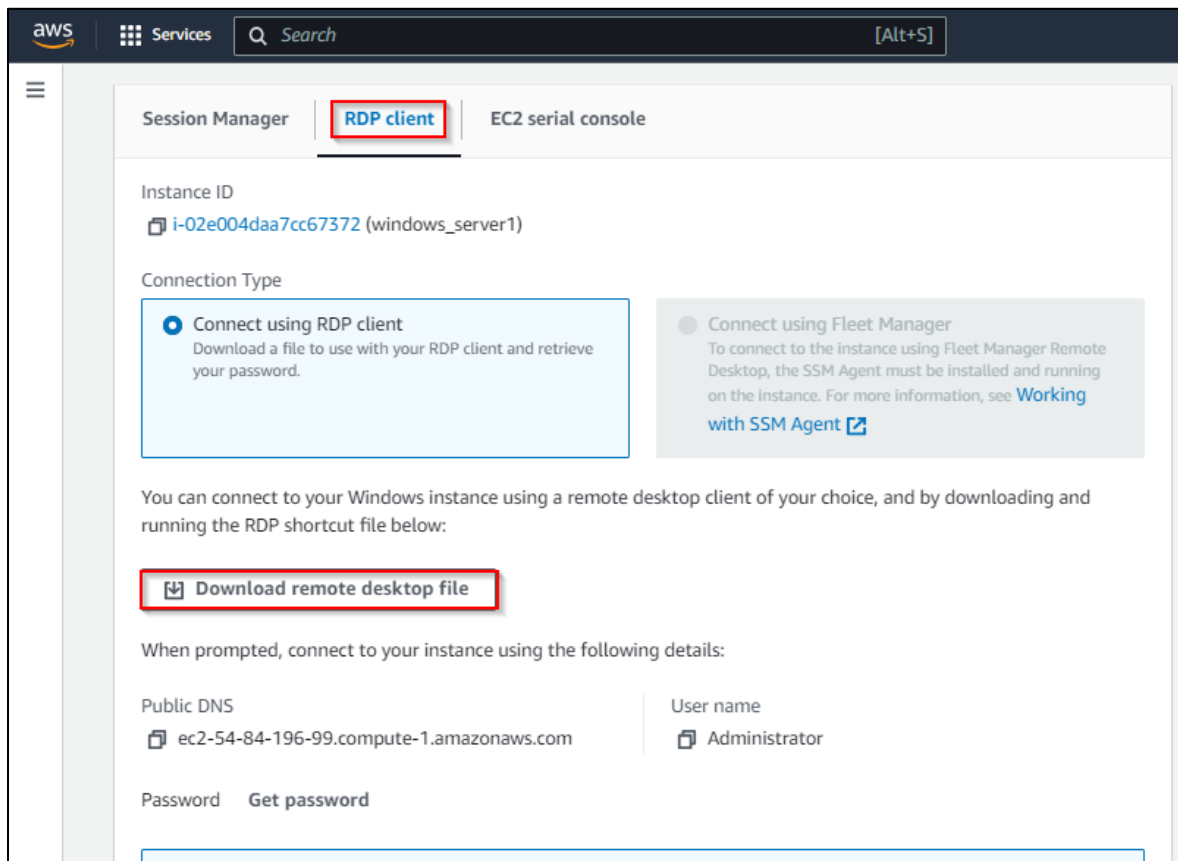 aws
Services
Search
[Alt+S]
Session Manager
RDP client
EC2 serial console
Instance ID
i-02e004daa7cc67372 (windows_server1)
Connection Type
Connect using RDP client
Download a file to use with your RDP client and retrieve
your password.
Connect using Fleet Manager
To connect to the instance using Fleet Manager Remote
Desktop, the SSM Agent must be installed and running
on the instance. For more information, see Working
with SSM Agent
You can connect to your Windows instance using a remote desktop client of your choice, and by downloading and
running the RDP shortcut file below:
Download remote desktop file
When prompted, connect to your instance using the following details:
Public DNS
ec2-54-84-196-99.compute-1.amazonaws.com
User name
Administrator
Password Get password